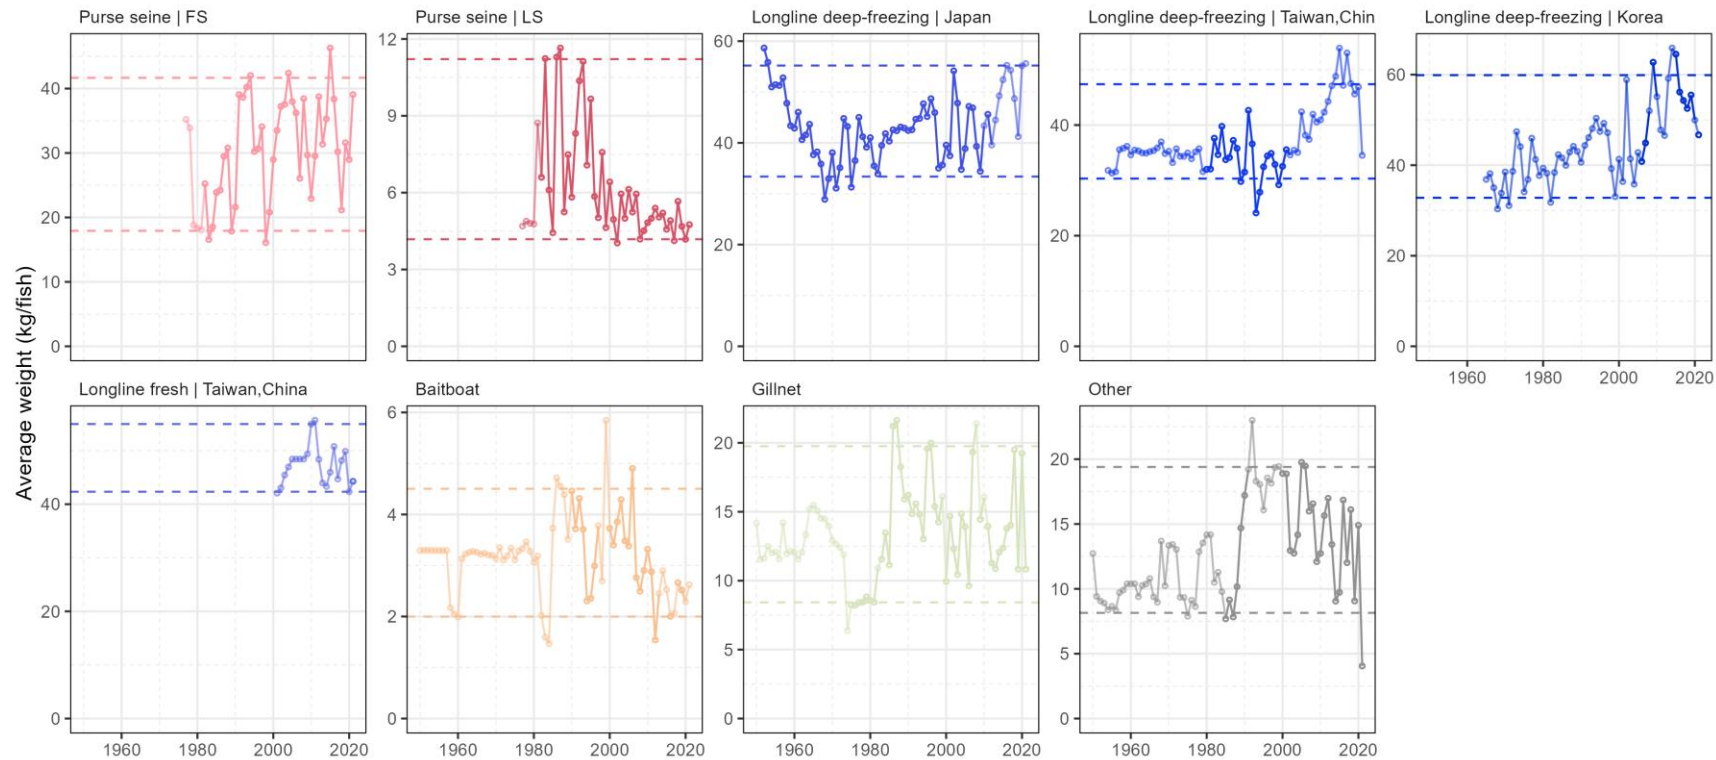 Purse seine | FS
Purse seine | LS
Longline deep-freezing | Japan
Longline deep-freezing | Taiwan,Chin
Longline deep-freezing | Korea
40
30
20
10
0
12
9
6
3
0
60
40
20
0
40
20
0
60
40
20
0
1960 1980 2000 2020
Average weight (kg/fish)
Longline fresh | Taiwan,China
Baitboat
Gillnet
Other
40
20
0
6
4
2
0
20
15
10
5
0
20
15
10
5
0
1960 1980 2000 2020
1960 1980 2000 2020
1960 1980 2000 2020
1960 1980 2000 2020